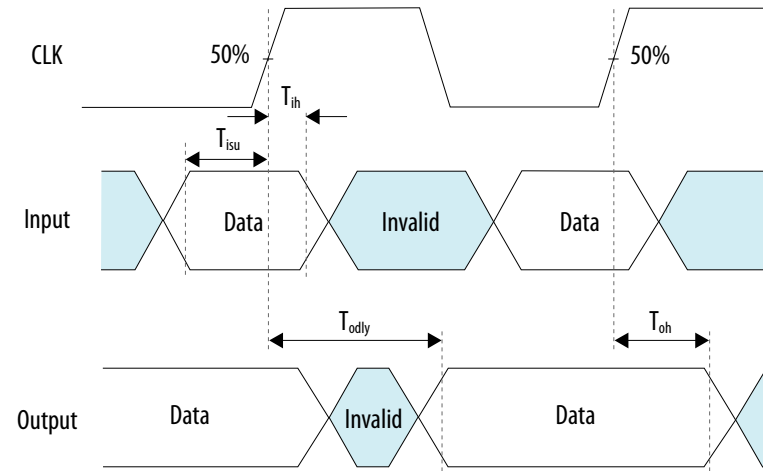 CLK
50%
50%
Tih
Tisu
Input
Data
Invalid
Data
Todly
Toh
Output
Data
Invalid
Data